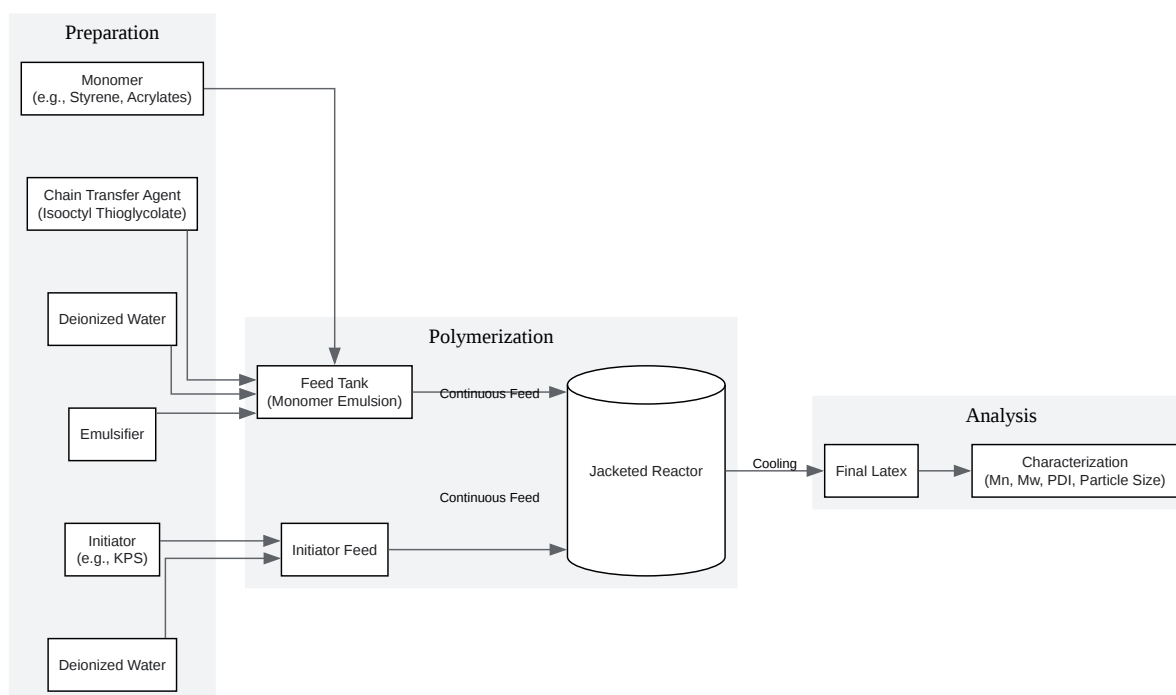 Preparation
Monomer
(e.g., Styrene, Acrylates)
Chain Transfer Agent
(Isooctyl Thioglycolate)
Deionized Water
Emulsifier
Initiator
(e.g., KPS)
Deionized Water
Polymerization
Feed Tank
(Monomer Emulsion)
Continuous Feed
Continuous Feed
Initiator Feed
Jacketed Reactor
Cooling
Analysis
Final Latex
Characterization
(Mn, Mw, PDI, Particle Size)